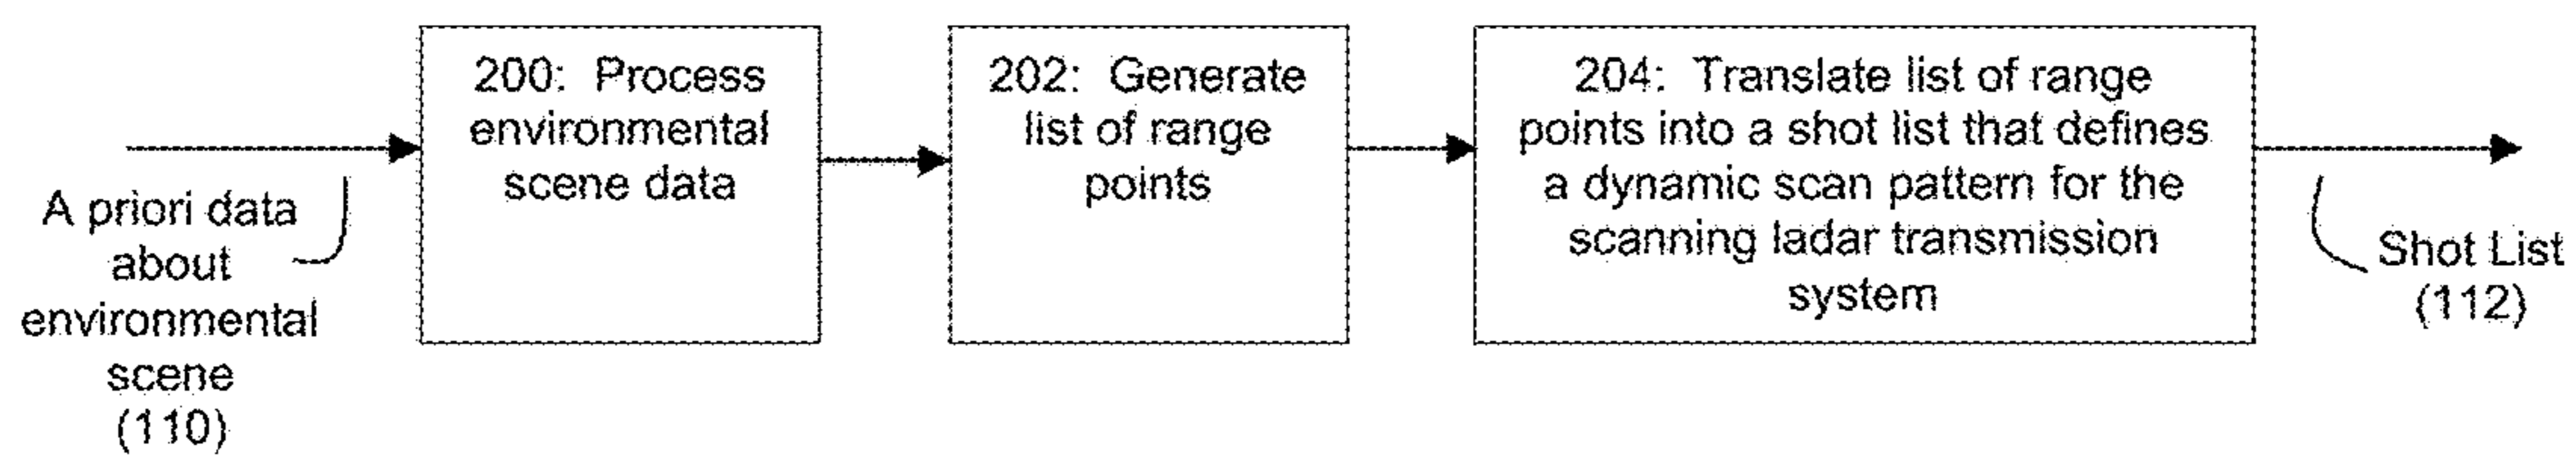 A priori data
about
environmental
scene
(110)
200: Process
environmental
scene data
202: Generate
list of range
points
204: Translate list of range
points into a shot list that defines
a dynamic scan pattern for the
scanning ladar transmission
system
Shot List
(112)